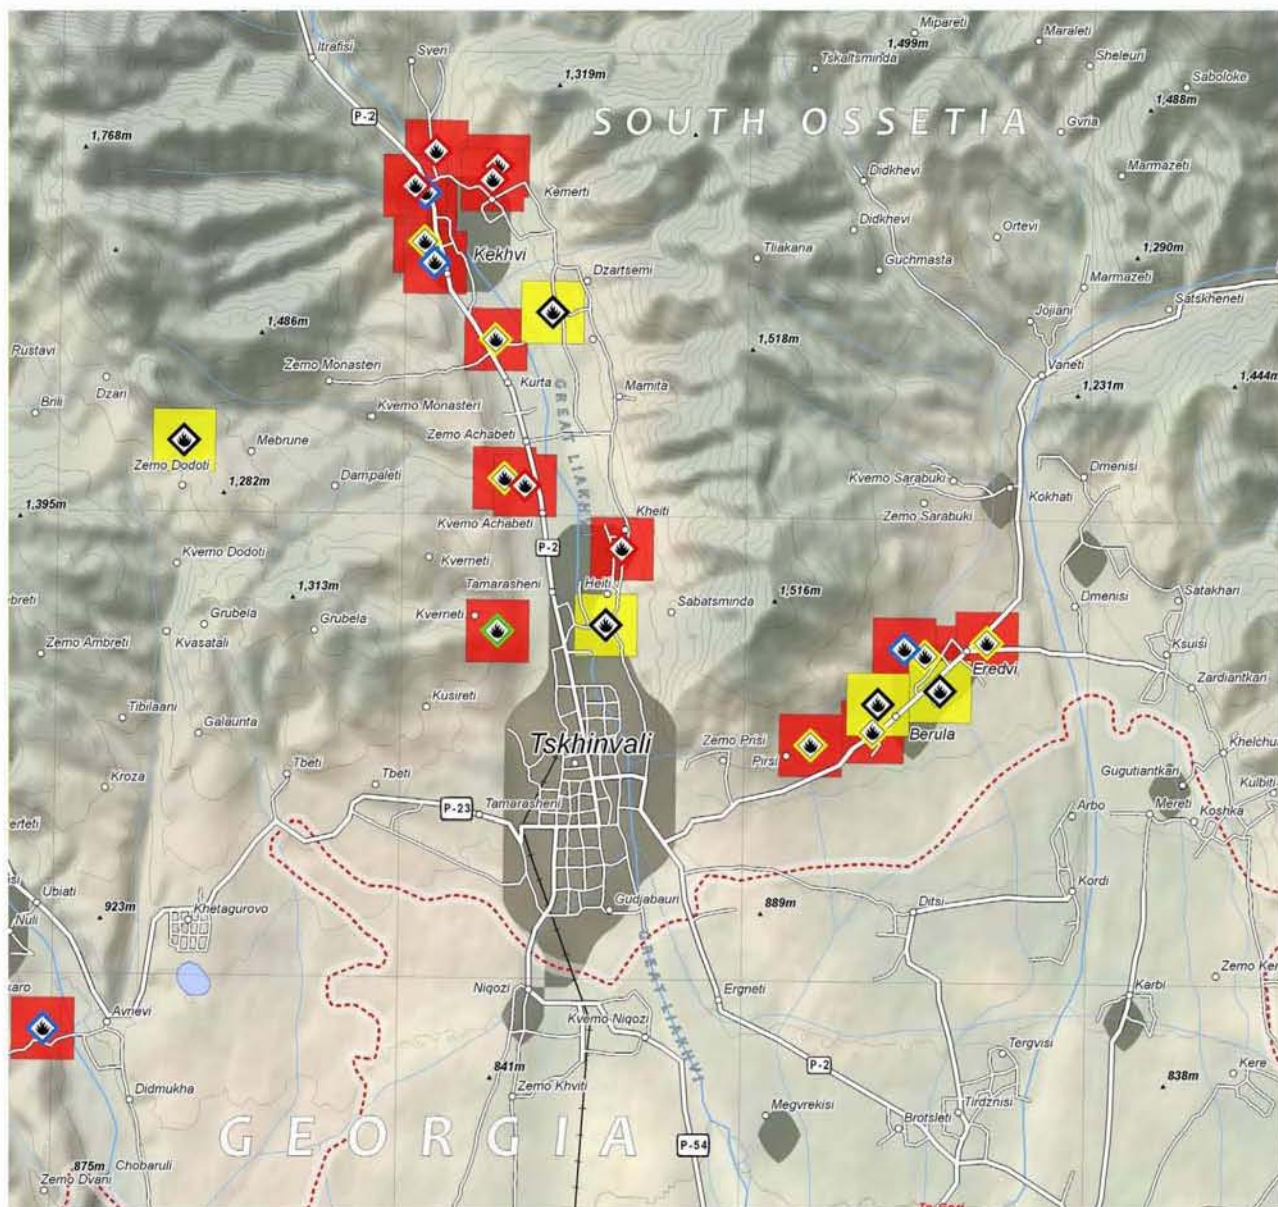 Mipareti
Maraleti
Itrafisi
Sveri
1,499m
Tskaltsminda
Sheleuri
1,319m
Saboloke
1,488m
P-2
SOUTH OSSETIA
Gvria
1,768m
Marmazeti
Didkhevi
Kemerti
Didkhevi
Ortevi
Tliakana
1,290m
Kekhvi
Guchmasta
Dzartsemi
Marmazeti
Satskheneti
Jojiani
1,486m
1,518m
Rustavi
Zemo Monasteri
Vaneti
Dzari
Kurta
Mamita
1,231m
1,444m
Brili
Kvemo Monasteri
GREAT LIAKHVI
Mebrune
Zemo Achabeti
Zemo Dodoti
Dmenisi
1,282m
Dampaleti
Kvemo Sarabuki
Kokhati
1,395m
Zemo Sarabuki
Kvemo Achabeti
Kheiti
P-2
Kvemo Dodoti
Kverneti
Tamarasheni
Heiti
1,313m
1,516m
Satakhari
Grubela
Kverneti
Sabatsminda
Dmenisi
Grubela
Kvasatali
Zemo Ambreti
Ksuisi
Eredvi
Zardiantkari
Kusireti
Tibilaani
Galaunta
Berula
Tskhinvali
Zemo Prisi
Pirsi
Khelchu
Tbeti
Tbeti
Gugutiantkari
Kroza
Kulbiti
P-23
Tamarasheni
Arbo
Mereti
Koshka
Kordi
Ubiati
923m
Khetagurovo
Gudjabauri
889m
Ditsi
Nuli
GREAT LIAKHVI
Zemo Ker
Niqozi
Ergneti
Karbi
Avnevi
Kvemo Niqozi
Tergvisi
P-2
841m
Kere
Didmukha
Zemo Khviti
838m
Megvrekisi
Tirdznisi
Brotsleti
GEORGIA
P-54
875m
Chobaruli
Zemo Dvani